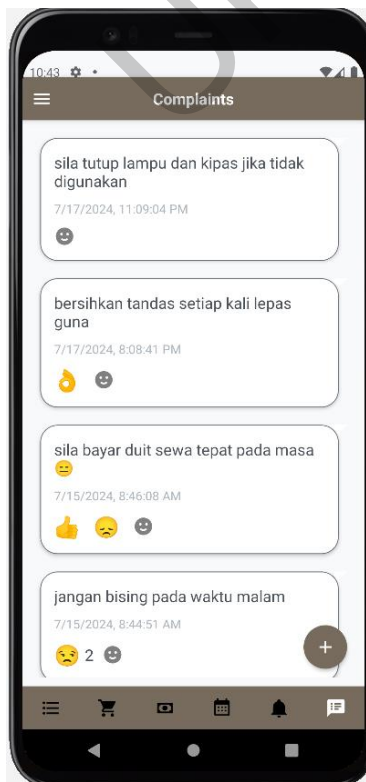 10:43
Complaints
sila tutup lampu dan kipas jika tidak
digunakan
7/17/2024, 11:09:04 PM
bersihkan tandas setiap kali lepas
guna
7/17/2024, 8:08:41 PM
👌
sila bayar duit sewa tepat pada masa
😑
7/15/2024, 8:46:08 AM
👍 😞
jangan bising pada waktu malam
7/15/2024, 8:44:51 AM
😒 2
+